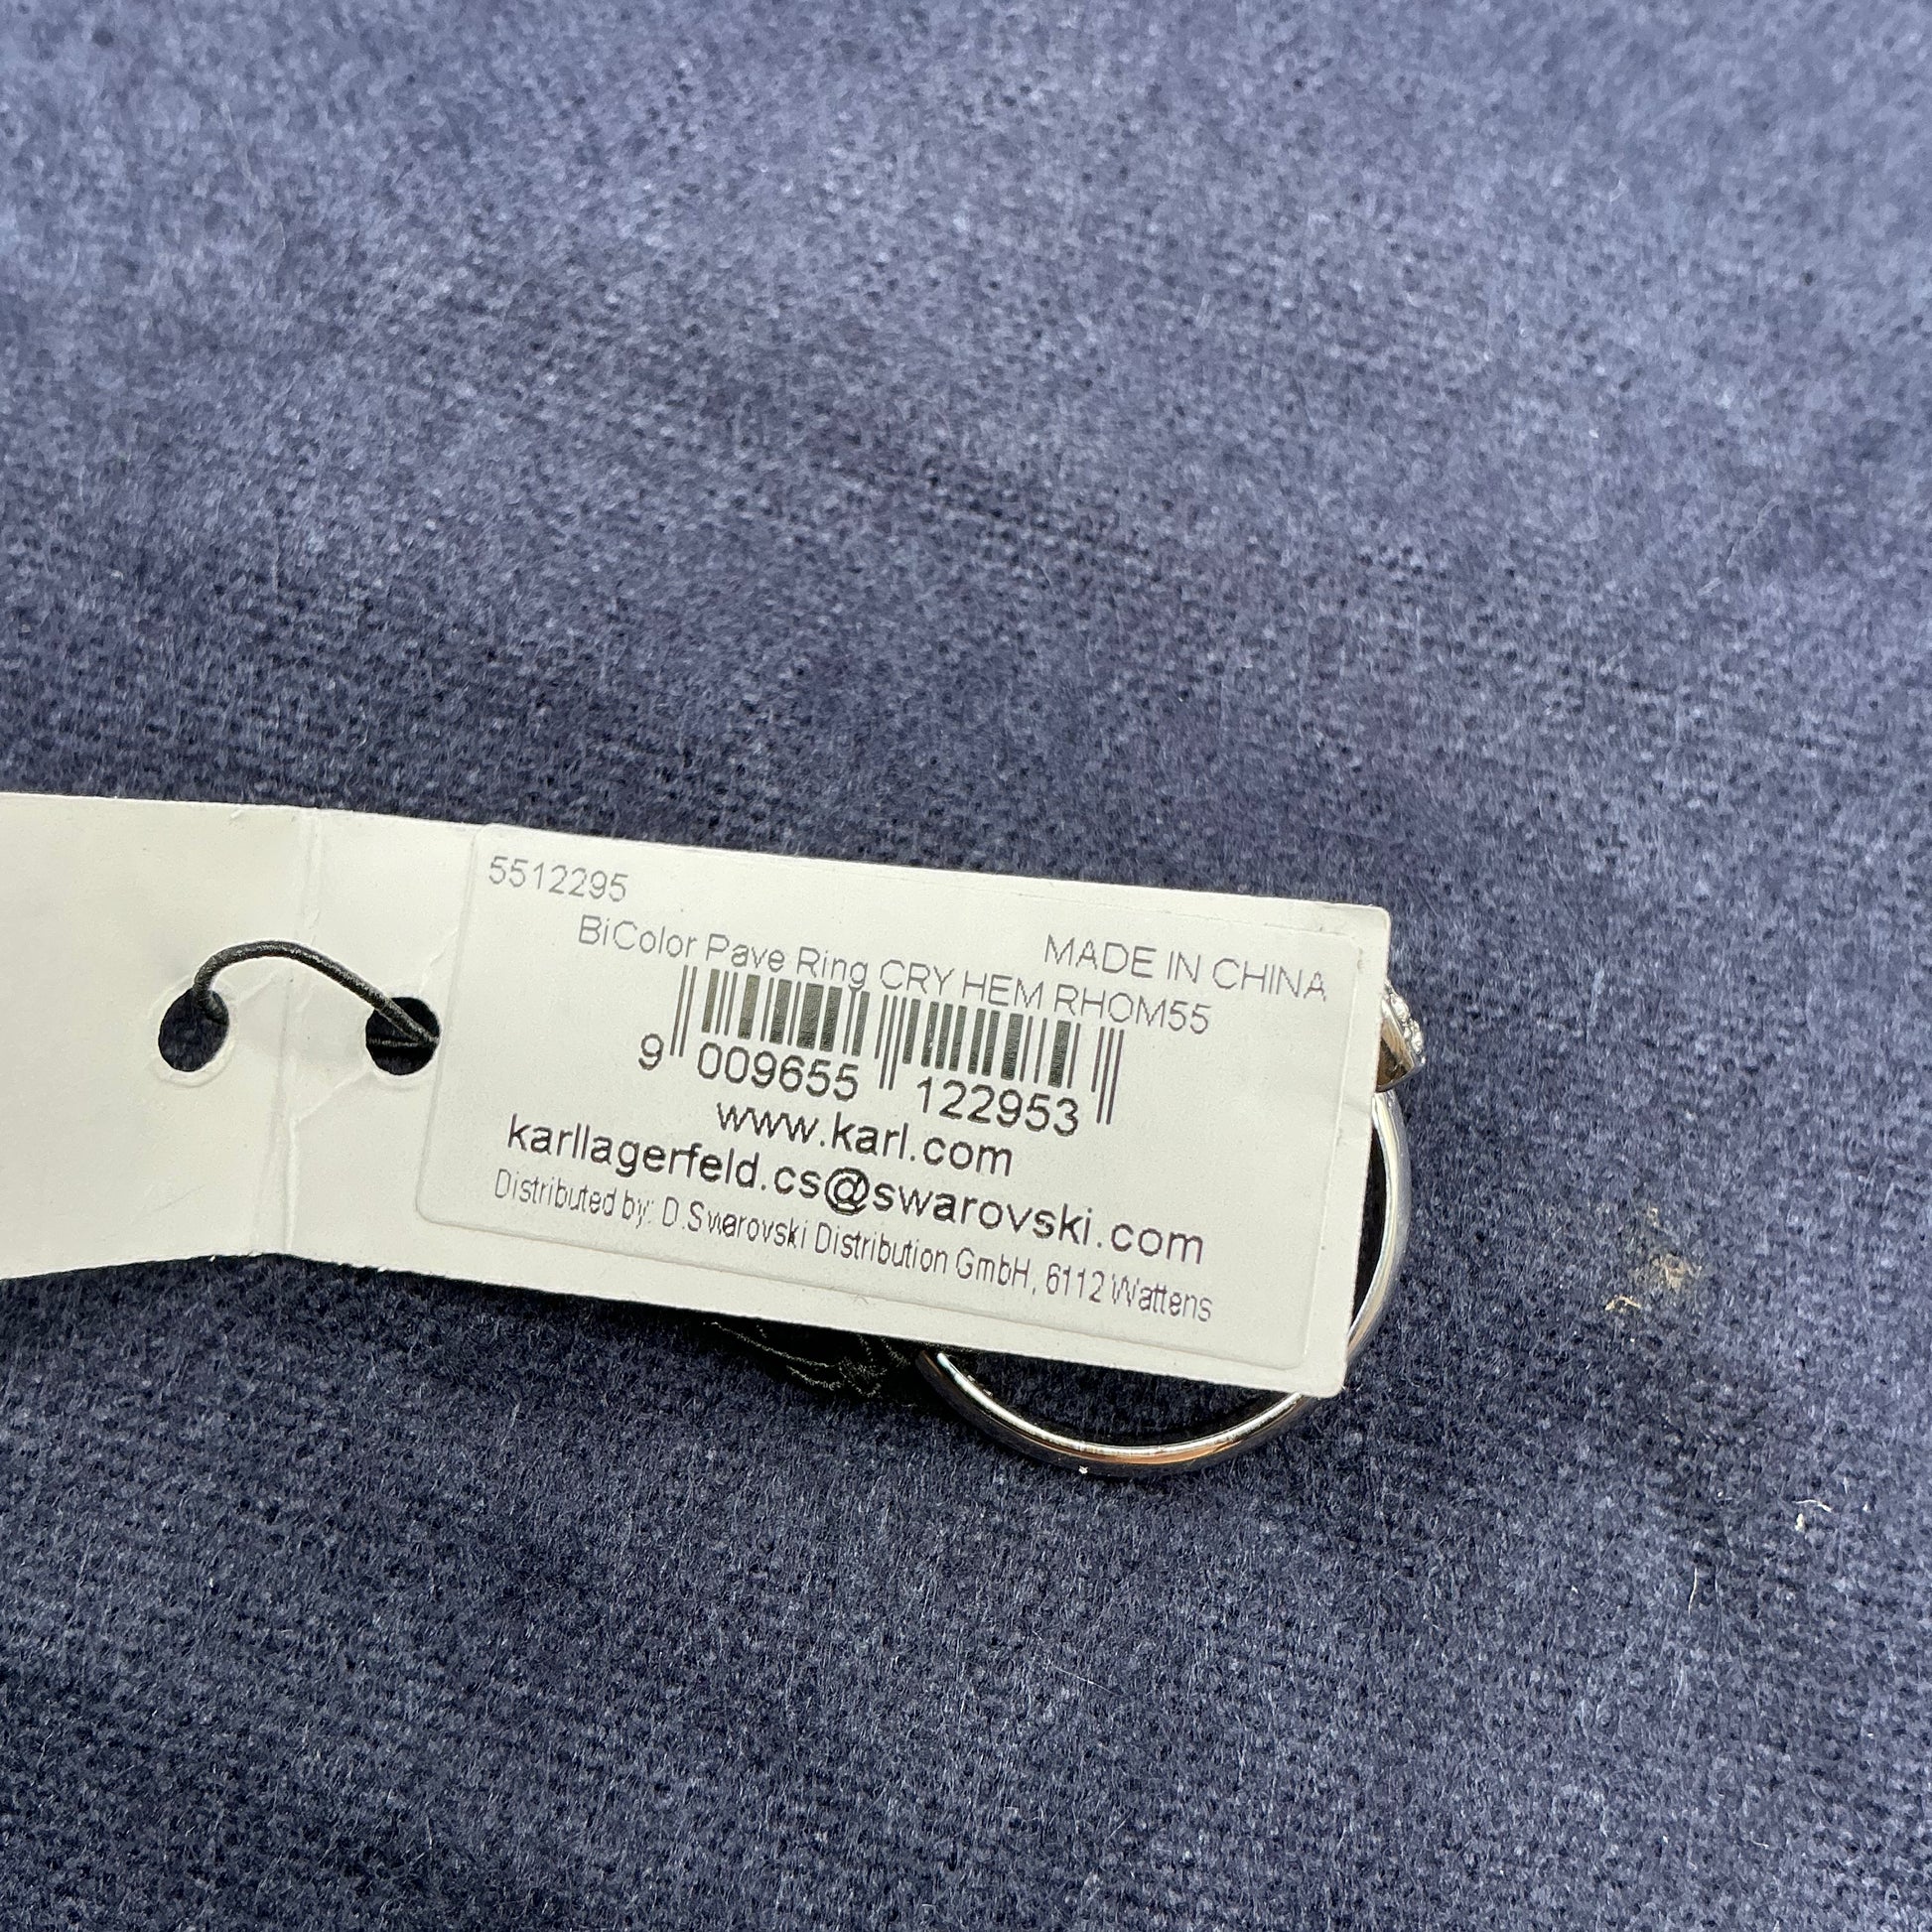 5512295
MADE IN CHINA
BiColor Pave Ring CRY HEM RHOM55
9 009655 122953
www.karl.com
karllagerfeld.cs@swarovski.com
Distributed by: D.Swarovski Distribution GmbH, 6112 Wattens